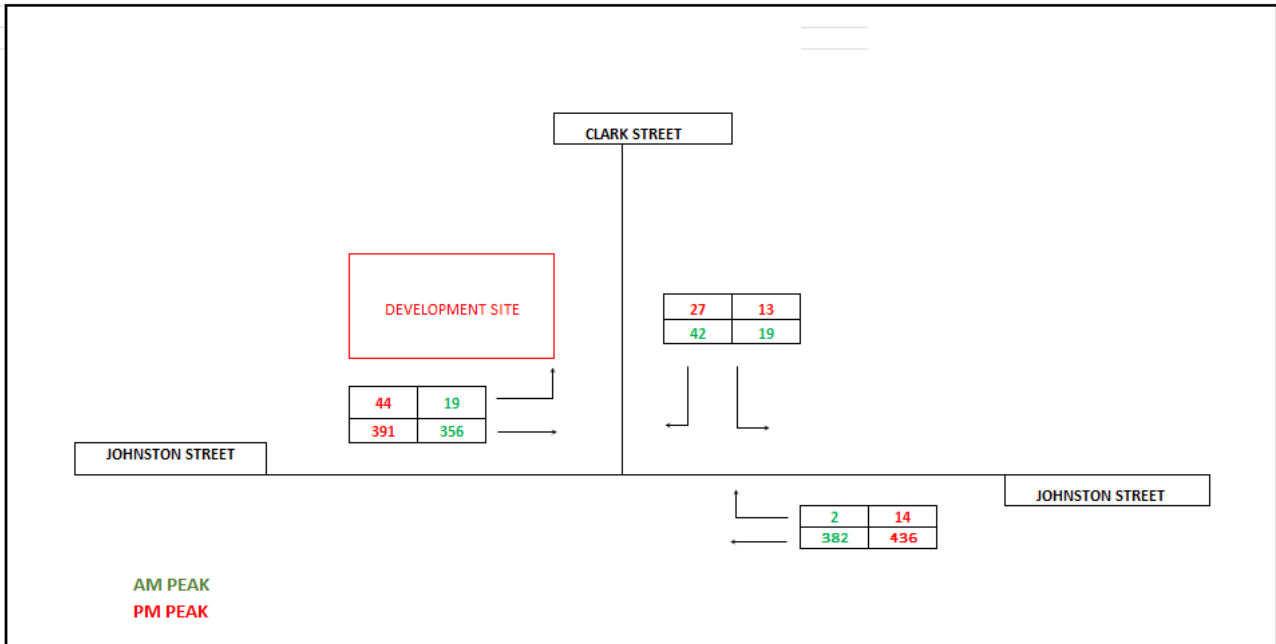 CLARK STREET
DEVELOPMENT SITE
27 13
42 19
44 19
391 356
JOHNSTON STREET
JOHNSTON STREET
2 14
382 436
AM PEAK
PM PEAK